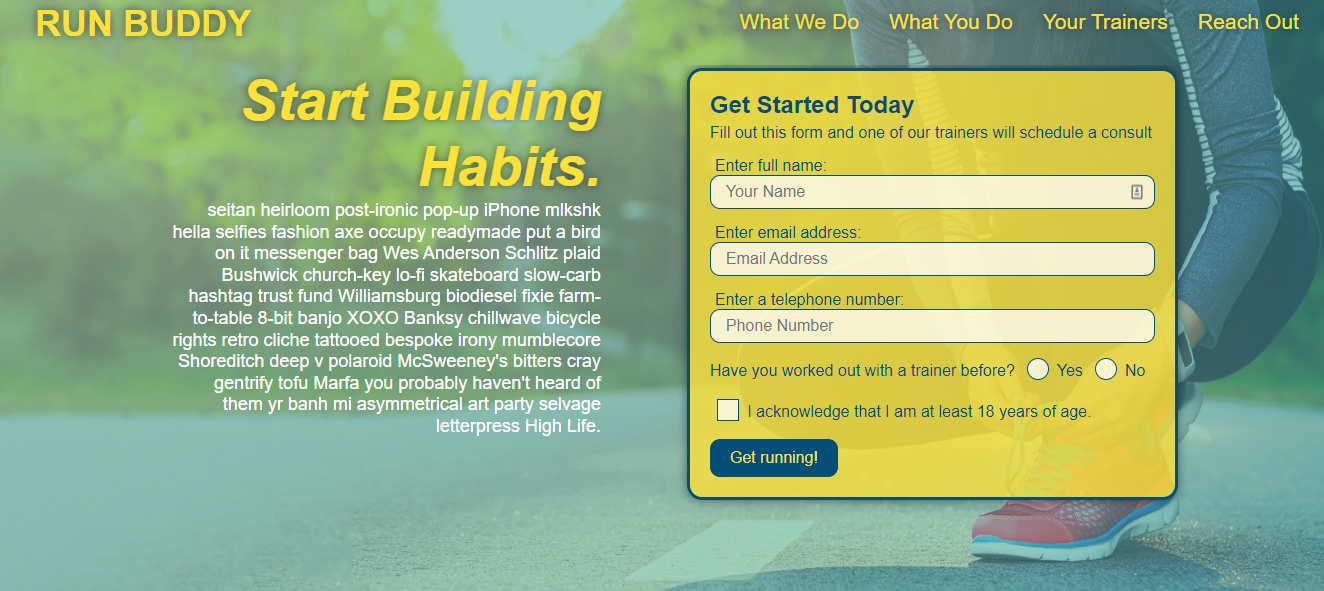 RUN BUDDY
What We Do What You Do Your Trainers Reach Out
Start Building
Habits.
seitan heirloom post-ironic pop-up iPhone mlkshk
hella selfies fashion axe occupy readymade put a bird
on it messenger bag Wes Anderson Schlitz plaid
Bushwick church-key lo-fi skateboard slow-carb
hashtag trust fund Williamsburg biodiesel fixie farm-
to-table 8-bit banjo XOXO Banksy chillwave bicycle
rights retro cliche tattooed bespoke irony mumblecore
Shoreditch deep v polaroid McSweeney's bitters cray
gentrify tofu Marfa you probably haven't heard of
them yr banh mi asymmetrical art party selvage
letterpress High Life.
Get Started Today
Fill out this form and one of our trainers will schedule a consult
Enter full name:
Your Name
Enter email address:
Email Address
Enter a telephone number:
Phone Number
Have you worked out with a trainer before? Yes No
I acknowledge that I am at least 18 years of age.
Get running!